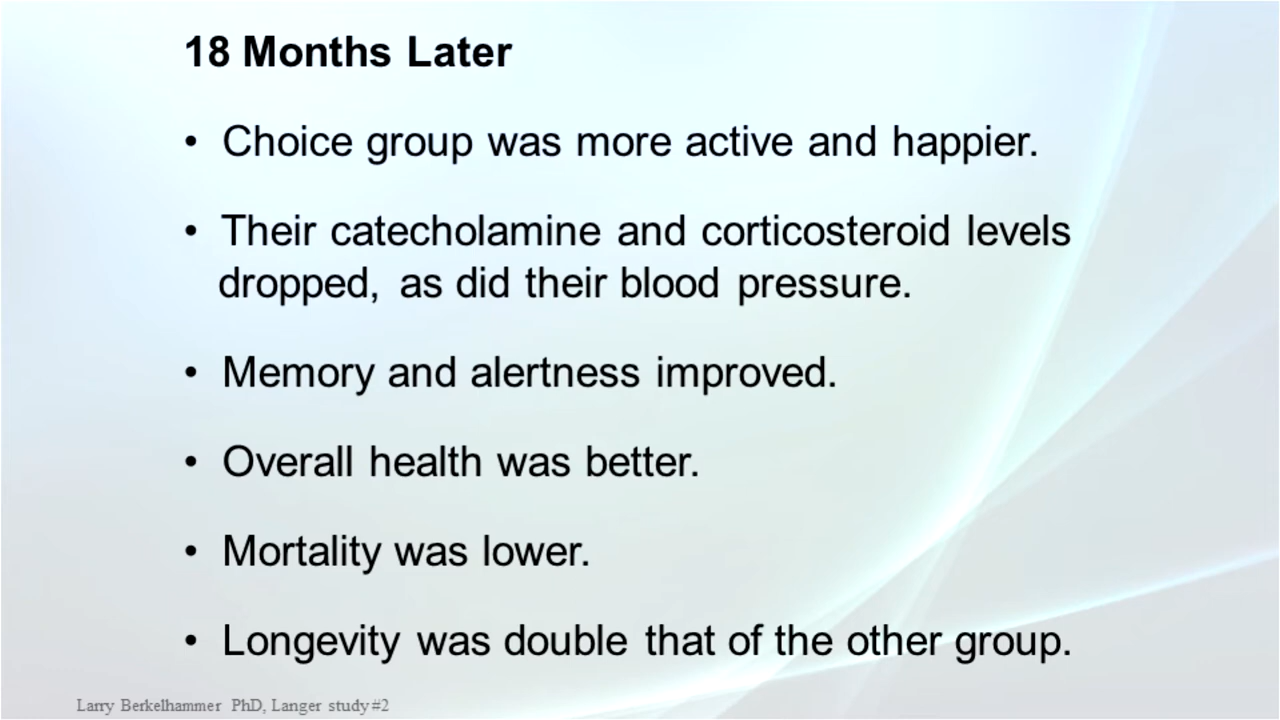 18 Months Later
• Choice group was more active and happier.
• Their catecholamine and corticosteroid levels
dropped, as did their blood pressure.
• Memory and alertness improved.
• Overall health was better.
• Mortality was lower.
• Longevity was double that of the other group.
Larry Berkelhammer PhD, Langer study #2